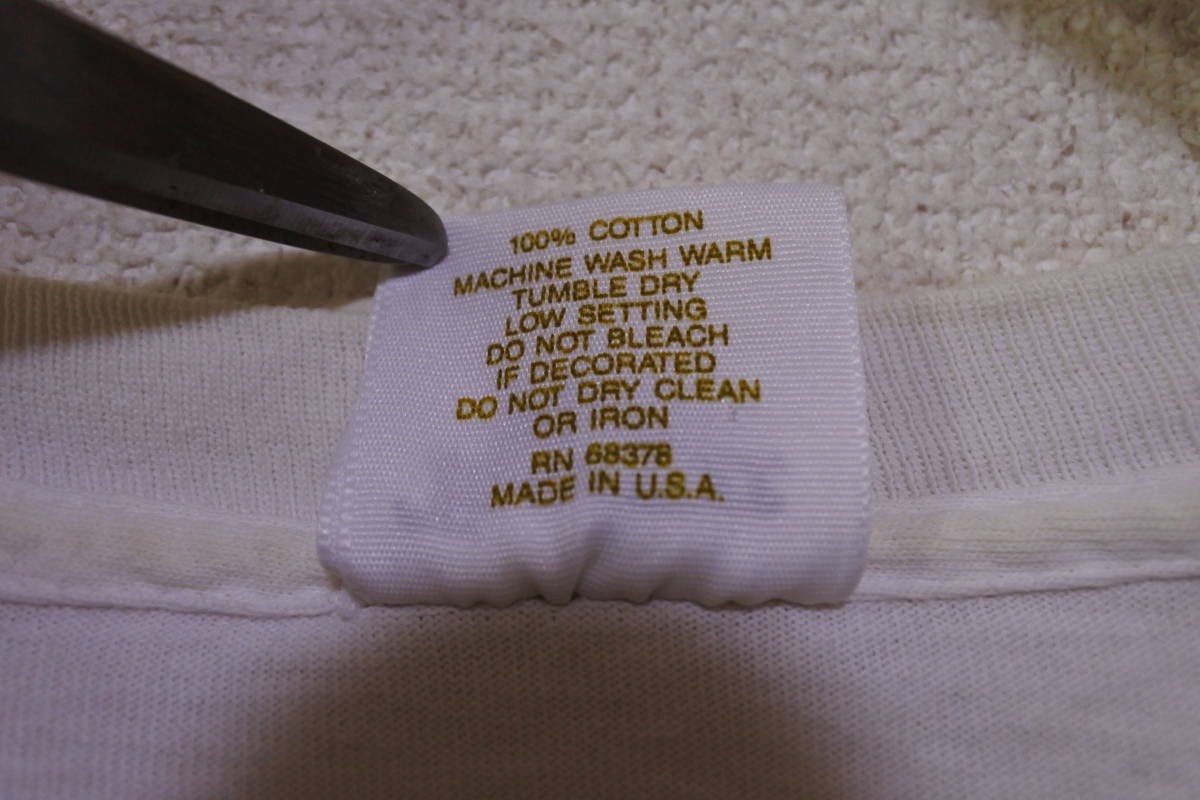 100% COTTON
MACHINE WASH WARM
TUMBLE DRY
LOW SETTING
DO NOT BLEACH
IF DECORATED
DO NOT DRY CLEAN
OR IRON
RN 68378
MADE IN U.S.A.